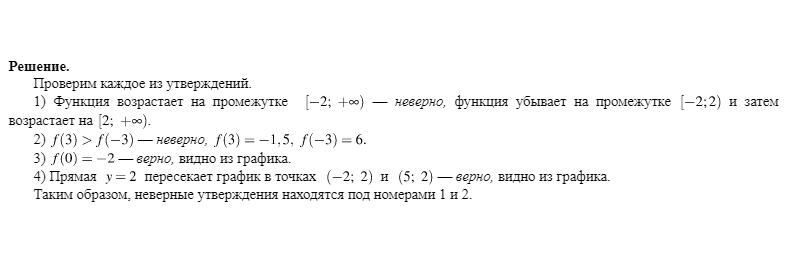 Решение.
Проверим каждое из утверждений.
1) Функция возрастает на промежутке [−2; +∞) — неверно, функция убывает на промежутке [−2;2) и затем
возрастает на [2; +∞).
2) f(3) > f(−3) — неверно, f(3) = −1,5, f(−3) = 6.
3) f(0) = −2 — верно, видно из графика.
4) Прямая y = 2 пересекает график в точках (−2; 2) и (5; 2) — верно, видно из графика.
Таким образом, неверные утверждения находятся под номерами 1 и 2.